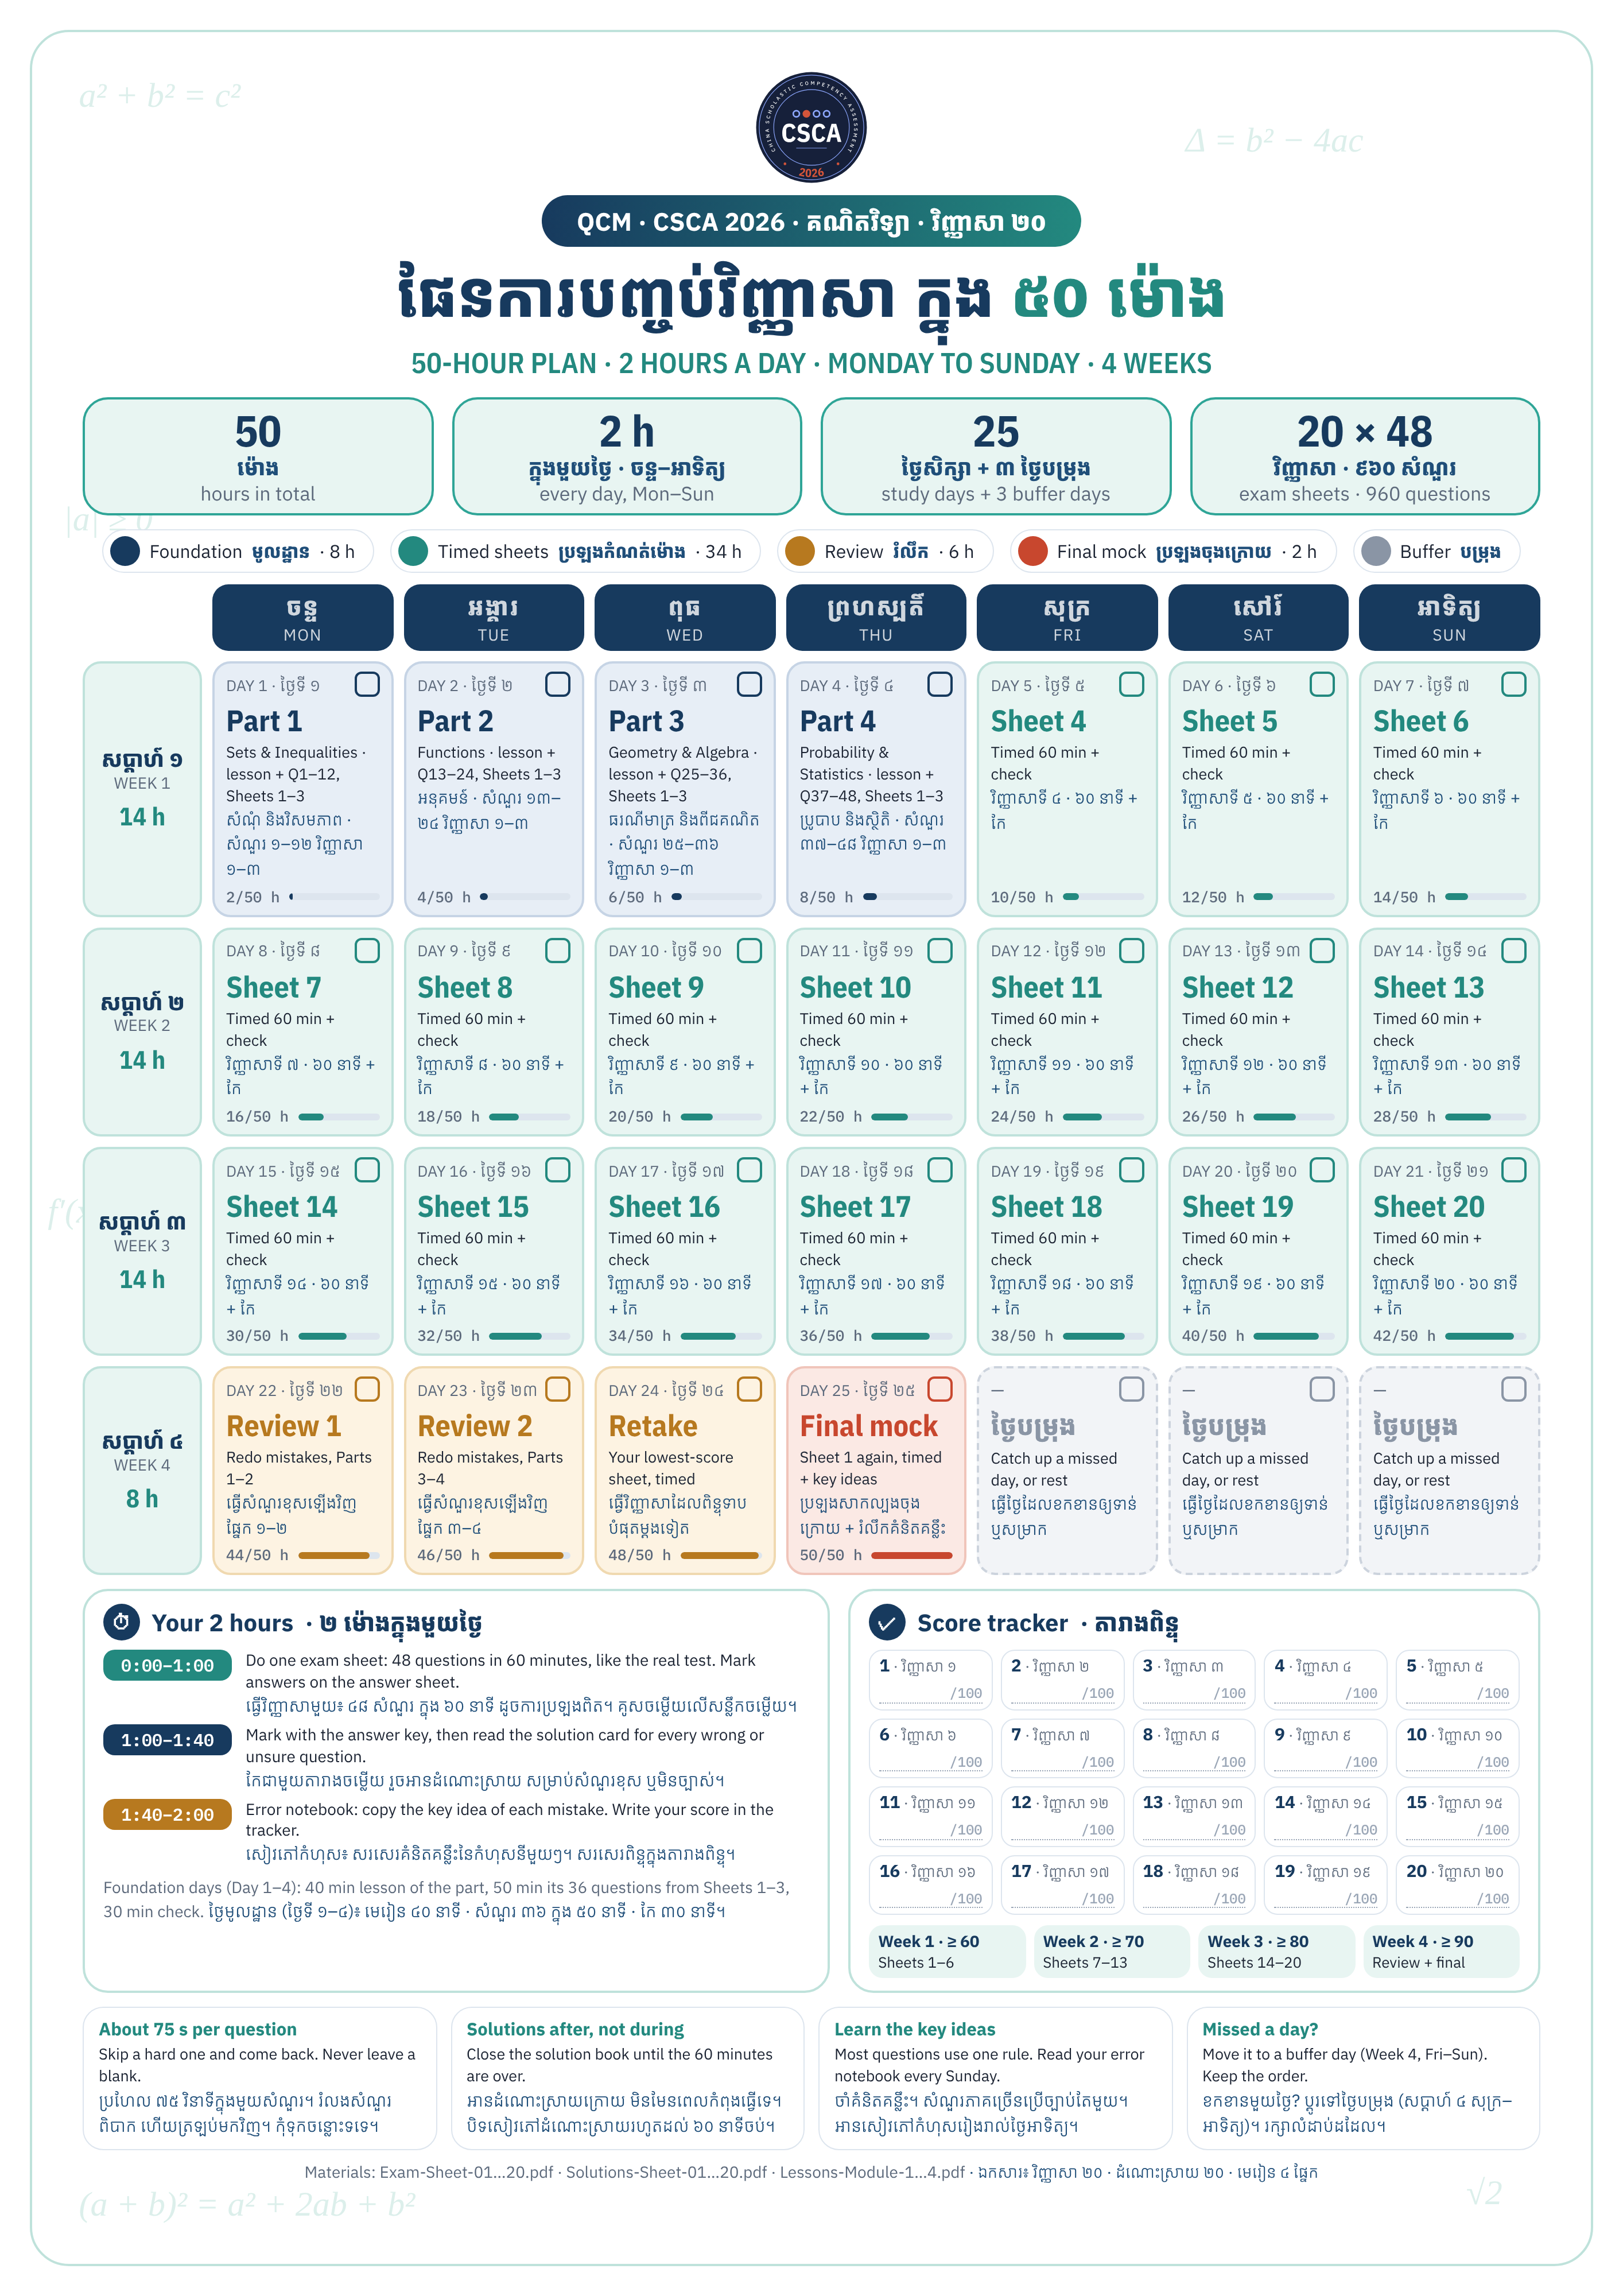 a² + b² = c²
CHINA SCHOLASTIC COMPETENCY ASSESSMENT
CSCA
2026
Δ = b² − 4ac
QCM · CSCA 2026 · គណិតវិទ្យា · វិញ្ញាសា ២០
ផែនការបញ្ចប់វិញ្ញាសា ក្នុង ៥០ ម៉ោង
50-HOUR PLAN · 2 HOURS A DAY · MONDAY TO SUNDAY · 4 WEEKS
50
ម៉ោង
hours in total
2 h
ក្នុងមួយថ្ងៃ · ចន្ទ–អាទិត្យ
every day, Mon–Sun
25
ថ្ងៃសិក្សា + ៣ ថ្ងៃបម្រុង
study days + 3 buffer days
20 × 48
វិញ្ញាសា · ៩៦០ សំណួរ
exam sheets · 960 questions
|a| ≥ 0
Foundation មូលដ្ឋាន · 8 h
Timed sheets ប្រឡងកំណត់ម៉ោង · 34 h
Review រំលឹក · 6 h
Final mock ប្រឡងចុងក្រោយ · 2 h
Buffer បម្រុង
ចន្ទ
MON
អង្គារ
TUE
ពុធ
WED
ព្រហស្បតិ៍
THU
សុក្រ
FRI
សៅរ៍
SAT
អាទិត្យ
SUN
សប្តាហ៍ ១
WEEK 1
14 h
DAY 1 · ថ្ងៃទី ១
Part 1
Sets & Inequalities ·
lesson + Q1–12,
Sheets 1–3
សំណុំ និងវិសមភាព ·
សំណួរ ១–១២ វិញ្ញាសា
១–៣
2/50 h
DAY 2 · ថ្ងៃទី ២
Part 2
Functions · lesson +
Q13–24, Sheets 1–3
អនុគមន៍ · សំណួរ ១៣–
២៤ វិញ្ញាសា ១–៣
4/50 h
DAY 3 · ថ្ងៃទី ៣
Part 3
Geometry & Algebra ·
lesson + Q25–36,
Sheets 1–3
ធរណីមាត្រ និងពីជគណិត
· សំណួរ ២៥–៣៦
វិញ្ញាសា ១–៣
6/50 h
DAY 4 · ថ្ងៃទី ៤
Part 4
Probability &
Statistics · lesson +
Q37–48, Sheets 1–3
ប្រូបាប និងស្ថិតិ · សំណួរ
៣៧–៤៨ វិញ្ញាសា ១–៣
8/50 h
DAY 5 · ថ្ងៃទី ៥
Sheet 4
Timed 60 min +
check
វិញ្ញាសាទី ៤ · ៦០ នាទី +
កែ
10/50 h
DAY 6 · ថ្ងៃទី ៦
Sheet 5
Timed 60 min +
check
វិញ្ញាសាទី ៥ · ៦០ នាទី +
កែ
12/50 h
DAY 7 · ថ្ងៃទី ៧
Sheet 6
Timed 60 min +
check
វិញ្ញាសាទី ៦ · ៦០ នាទី +
កែ
14/50 h
សប្តាហ៍ ២
WEEK 2
14 h
DAY 8 · ថ្ងៃទី ៨
Sheet 7
Timed 60 min +
check
វិញ្ញាសាទី ៧ · ៦០ នាទី +
កែ
16/50 h
DAY 9 · ថ្ងៃទី ៩
Sheet 8
Timed 60 min +
check
វិញ្ញាសាទី ៨ · ៦០ នាទី +
កែ
18/50 h
DAY 10 · ថ្ងៃទី ១០
Sheet 9
Timed 60 min +
check
វិញ្ញាសាទី ៩ · ៦០ នាទី +
កែ
20/50 h
DAY 11 · ថ្ងៃទី ១១
Sheet 10
Timed 60 min +
check
វិញ្ញាសាទី ១០ · ៦០ នាទី
+ កែ
22/50 h
DAY 12 · ថ្ងៃទី ១២
Sheet 11
Timed 60 min +
check
វិញ្ញាសាទី ១១ · ៦០ នាទី
+ កែ
24/50 h
DAY 13 · ថ្ងៃទី ១៣
Sheet 12
Timed 60 min +
check
វិញ្ញាសាទី ១២ · ៦០ នាទី
+ កែ
26/50 h
DAY 14 · ថ្ងៃទី ១៤
Sheet 13
Timed 60 min +
check
វិញ្ញាសាទី ១៣ · ៦០ នាទី
+ កែ
28/50 h
f'(x
សប្តាហ៍ ៣
WEEK 3
14 h
DAY 15 · ថ្ងៃទី ១៥
Sheet 14
Timed 60 min +
check
វិញ្ញាសាទី ១៤ · ៦០ នាទី
+ កែ
30/50 h
DAY 16 · ថ្ងៃទី ១៦
Sheet 15
Timed 60 min +
check
វិញ្ញាសាទី ១៥ · ៦០ នាទី
+ កែ
32/50 h
DAY 17 · ថ្ងៃទី ១៧
Sheet 16
Timed 60 min +
check
វិញ្ញាសាទី ១៦ · ៦០ នាទី
+ កែ
34/50 h
DAY 18 · ថ្ងៃទី ១៨
Sheet 17
Timed 60 min +
check
វិញ្ញាសាទី ១៧ · ៦០ នាទី
+ កែ
36/50 h
DAY 19 · ថ្ងៃទី ១៩
Sheet 18
Timed 60 min +
check
វិញ្ញាសាទី ១៨ · ៦០ នាទី
+ កែ
38/50 h
DAY 20 · ថ្ងៃទី ២០
Sheet 19
Timed 60 min +
check
វិញ្ញាសាទី ១៩ · ៦០ នាទី
+ កែ
40/50 h
DAY 21 · ថ្ងៃទី ២១
Sheet 20
Timed 60 min +
check
វិញ្ញាសាទី ២០ · ៦០ នាទី
+ កែ
42/50 h
សប្តាហ៍ ៤
WEEK 4
8 h
DAY 22 · ថ្ងៃទី ២២
Review 1
Redo mistakes, Parts
1–2
ធ្វើសំណួរខុសឡើងវិញ
ផ្នែក ១–២
44/50 h
DAY 23 · ថ្ងៃទី ២៣
Review 2
Redo mistakes, Parts
3–4
ធ្វើសំណួរខុសឡើងវិញ
ផ្នែក ៣–៤
46/50 h
DAY 24 · ថ្ងៃទី ២៤
Retake
Your lowest-score
sheet, timed
ធ្វើវិញ្ញាសាដែលពិន្ទុទាប
បំផុតម្តងទៀត
48/50 h
DAY 25 · ថ្ងៃទី ២៥
Final mock
Sheet 1 again, timed
+ key ideas
ប្រឡងសាកល្បងចុង
ក្រោយ + រំលឹកគំនិតគន្លឹះ
50/50 h
–
ថ្ងៃបម្រុង
Catch up a missed
day, or rest
ធ្វើថ្ងៃដែលខកខានឲ្យទាន់
ឬសម្រាក
–
ថ្ងៃបម្រុង
Catch up a missed
day, or rest
ធ្វើថ្ងៃដែលខកខានឲ្យទាន់
ឬសម្រាក
–
ថ្ងៃបម្រុង
Catch up a missed
day, or rest
ធ្វើថ្ងៃដែលខកខានឲ្យទាន់
ឬសម្រាក
Your 2 hours · ២ ម៉ោងក្នុងមួយថ្ងៃ
0:00–1:00
Do one exam sheet: 48 questions in 60 minutes, like the real test. Mark
answers on the answer sheet.
ធ្វើវិញ្ញាសាមួយ៖ ៤៨ សំណួរ ក្នុង ៦០ នាទី ដូចការប្រឡងពិត។ គូសចម្លើយលើសន្លឹកចម្លើយ។
1:00–1:40
Mark with the answer key, then read the solution card for every wrong or
unsure question.
កែជាមួយតារាងចម្លើយ រួចអានដំណោះស្រាយ សម្រាប់សំណួរខុស ឬមិនច្បាស់។
1:40–2:00
Error notebook: copy the key idea of each mistake. Write your score in the
tracker.
សៀវភៅកំហុស៖ សរសេរគំនិតគន្លឹះនៃកំហុសនីមួយៗ។ សរសេរពិន្ទុក្នុងតារាងពិន្ទុ។
Foundation days (Day 1–4): 40 min lesson of the part, 50 min its 36 questions from Sheets 1–3,
30 min check. ថ្ងៃមូលដ្ឋាន (ថ្ងៃទី ១–៤)៖ មេរៀន ៤០ នាទី · សំណួរ ៣៦ ក្នុង ៥០ នាទី · កែ ៣០ នាទី។
Score tracker · តារាងពិន្ទុ
1 · វិញ្ញាសា ១
/100
2 · វិញ្ញាសា ២
/100
3 · វិញ្ញាសា ៣
/100
4 · វិញ្ញាសា ៤
/100
5 · វិញ្ញាសា ៥
/100
6 · វិញ្ញាសា ៦
/100
7 · វិញ្ញាសា ៧
/100
8 · វិញ្ញាសា ៨
/100
9 · វិញ្ញាសា ៩
/100
10 · វិញ្ញាសា ១០
/100
11 · វិញ្ញាសា ១១
/100
12 · វិញ្ញាសា ១២
/100
13 · វិញ្ញាសា ១៣
/100
14 · វិញ្ញាសា ១៤
/100
15 · វិញ្ញាសា ១៥
/100
16 · វិញ្ញាសា ១៦
/100
17 · វិញ្ញាសា ១៧
/100
18 · វិញ្ញាសា ១៨
/100
19 · វិញ្ញាសា ១៩
/100
20 · វិញ្ញាសា ២០
/100
Week 1 · ≥ 60
Sheets 1–6
Week 2 · ≥ 70
Sheets 7–13
Week 3 · ≥ 80
Sheets 14–20
Week 4 · ≥ 90
Review + final
About 75 s per question
Skip a hard one and come back. Never leave a
blank.
ប្រហែល ៧៥ វិនាទីក្នុងមួយសំណួរ។ រំលងសំណួរ
ពិបាក ហើយត្រឡប់មកវិញ។ កុំទុកចន្លោះទទេ។
Solutions after, not during
Close the solution book until the 60 minutes
are over.
អានដំណោះស្រាយក្រោយ មិនមែនពេលកំពុងធ្វើទេ។
បិទសៀវភៅដំណោះស្រាយរហូតដល់ ៦០ នាទីចប់។
Learn the key ideas
Most questions use one rule. Read your error
notebook every Sunday.
ចាំគំនិតគន្លឹះ។ សំណួរភាគច្រើនប្រើច្បាប់តែមួយ។
អានសៀវភៅកំហុសរៀងរាល់ថ្ងៃអាទិត្យ។
Missed a day?
Move it to a buffer day (Week 4, Fri–Sun).
Keep the order.
ខកខានមួយថ្ងៃ? ប្តូរទៅថ្ងៃបម្រុង (សប្តាហ៍ ៤ សុក្រ–
អាទិត្យ)។ រក្សាលំដាប់ដដែល។
Materials: Exam-Sheet-01…20.pdf · Solutions-Sheet-01…20.pdf · Lessons-Module-1…4.pdf · ឯកសារ៖ វិញ្ញាសា ២០ · ដំណោះស្រាយ ២០ · មេរៀន ៤ ផ្នែក
(a + b)² = a² + 2ab + b²
√2